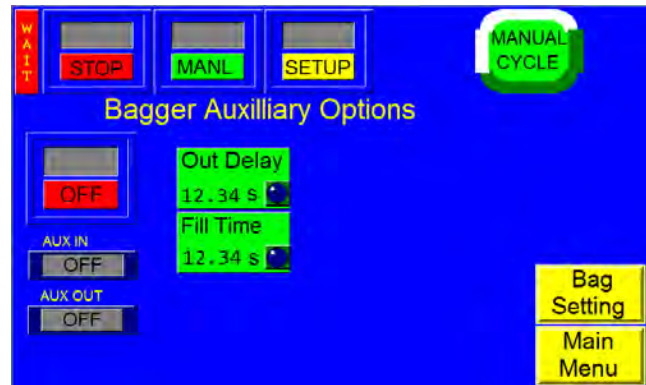 WAIT
STOP
MANL
SETUP
MANUAL
CYCLE
Bagger Auxilliary Options
OFF
Out Delay
12.34 s
Fill Time
12.34 s
AUX IN
OFF
AUX OUT
OFF
Bag
Setting
Main
Menu